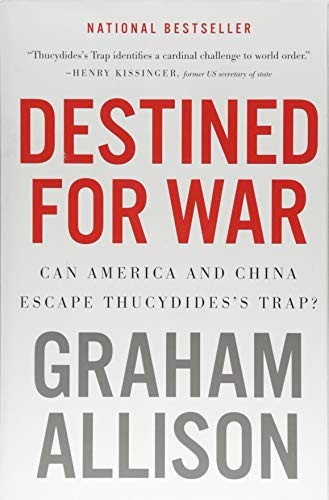 NATIONAL BESTSELLER
"Thucydides's Trap identifies a cardinal challenge to world order."
—HENRY KISSINGER, former US secretary of state
DESTINED
FOR WAR
CAN AMERICA AND CHINA
ESCAPE THUCYDIDES'S TRAP?
GRAHAM
ALLISON